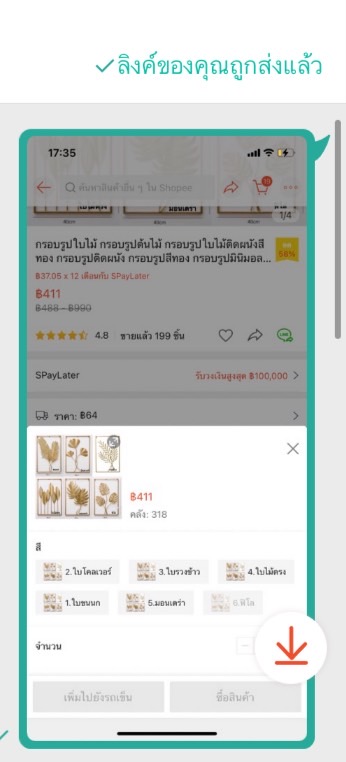 ลิงค์ของคุณถูกส่งแล้ว
17:35
ค้นหาสินค้าอื่น ๆ ใน Shopee
1/4
กรอบรูปใบไม้ กรอบรูปต้นไม้ กรอบรูปใบไม้ติดผนังสี
ทอง กรอบรูปติดผนัง กรอบรูปสีทอง กรอบรูปมินิมอล...
58%
฿37.05 x 12 เดือนกับ SPayLater
฿411
฿488 - ฿990
4.8 ขายแล้ว 199 ชิ้น
SPayLater รับวงเงินสูงสุด ฿100,000
ราคา: ฿64
฿411
คลัง: 318
สี
2.ใบโคลเวอร์ 3.ใบรวงข้าว 4.ใบไม้ตรง
1.ใบขนนก 5.มอนเตร่า 6.ฟิโล
จำนวน
เพิ่มไปยังรถเข็น ซื้อสินค้า